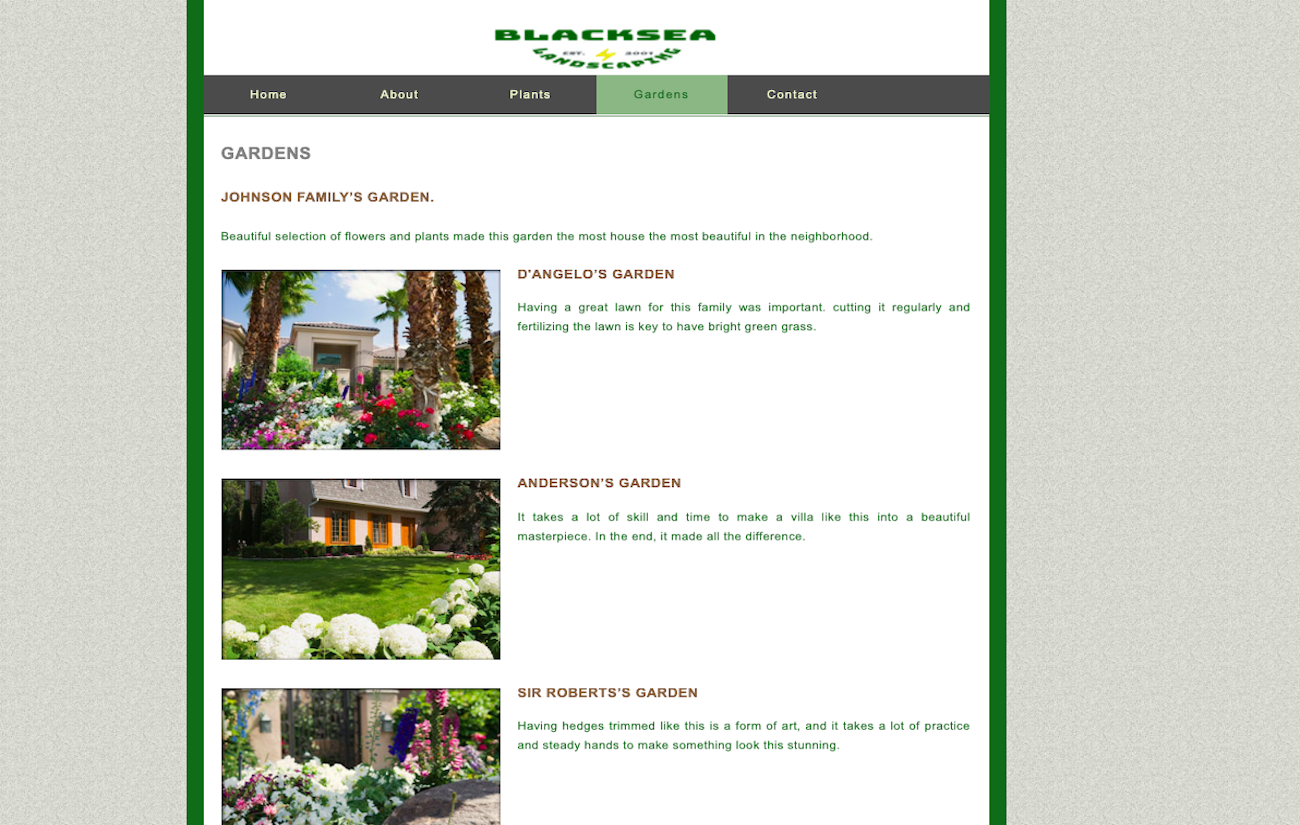 BLACKSEA
EST. 2001
LANDSCAPING
Home About Plants Gardens Contact
GARDENS
JOHNSON FAMILY'S GARDEN.
Beautiful selection of flowers and plants made this garden the most house the most beautiful in the neighborhood.
D'ANGELO'S GARDEN
Having a great lawn for this family was important. cutting it regularly and
fertilizing the lawn is key to have bright green grass.
ANDERSON'S GARDEN
It takes a lot of skill and time to make a villa like this into a beautiful
masterpiece. In the end, it made all the difference.
SIR ROBERTS'S GARDEN
Having hedges trimmed like this is a form of art, and it takes a lot of practice
and steady hands to make something look this stunning.